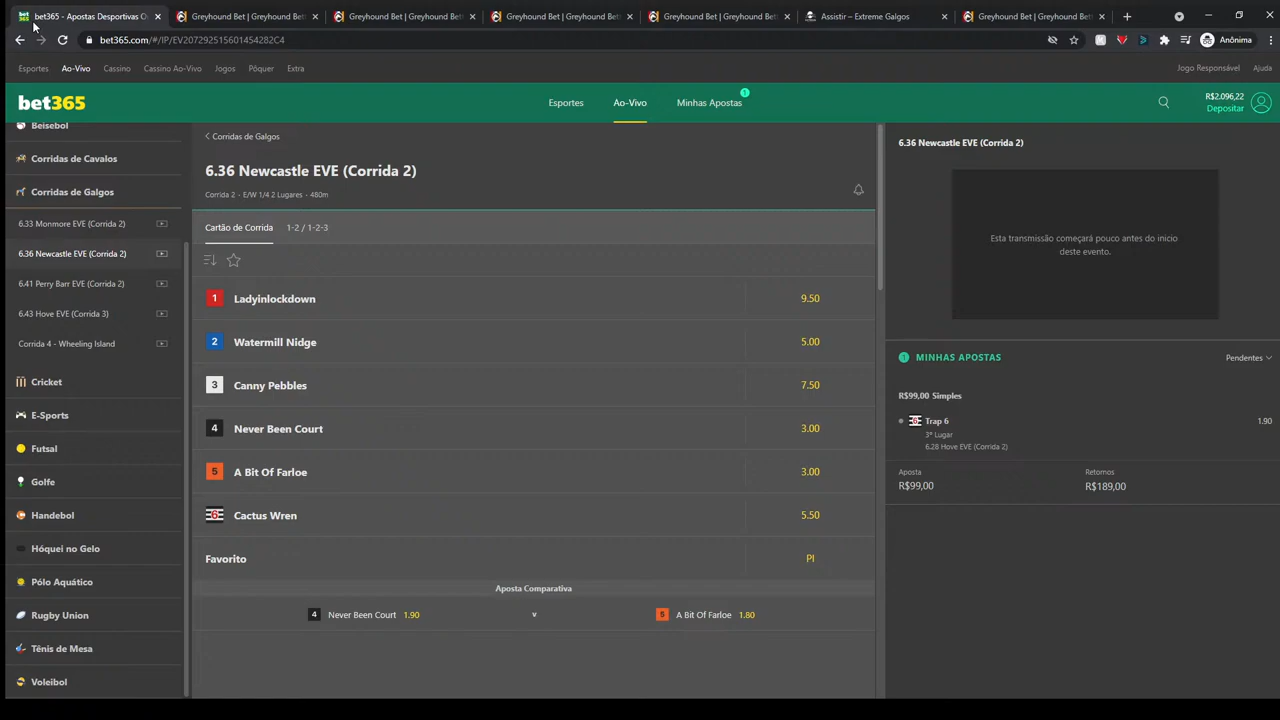 bet365 - Apostas Desportivas O
Greyhound Bet | Greyhound
Greyhound Bet | Greyhound
Greyhound Bet | Greyhound
Greyhound Bet | Greyhound
Assistir – Extreme Galgos
Greyhound Bet | Greyhound
bet365.com/#/IP/EV207292515601454282C4
Anônima
Esportes
Ao-Vivo
Cassino
Cassino Ao-Vivo
Jogos
Pôquer
Extra
Jogo Responsável
Ajuda
bet365
Esportes
Ao-Vivo
Minhas Apostas
1
R$2.096,22
Depositar
Beisebol
Corridas de Cavalos
Corridas de Galgos
6.33 Monmore EVE (Corrida 2)
6.36 Newcastle EVE (Corrida 2)
6.41 Perry Barr EVE (Corrida 2)
6.43 Hove EVE (Corrida 3)
Corrida 4 - Wheeling Island
Cricket
E-Sports
Futsal
Golfe
Handebol
Hóquei no Gelo
Pólo Aquático
Rugby Union
Tênis de Mesa
Voleibol
Corridas de Galgos
6.36 Newcastle EVE (Corrida 2)
Corrida 2 - E/W 1/4 2 Lugares - 480m
Cartão de Corrida
1-2 / 1-2-3
1 Ladyinlockdown 9.50
2 Watermill Nidge 5.00
3 Canny Pebbles 7.50
4 Never Been Court 3.00
5 A Bit Of Farloe 3.00
6 Cactus Wren 5.50
Favorito PI
Aposta Comparativa
4 Never Been Court 1.90 v 5 A Bit Of Farloe 1.80
6.36 Newcastle EVE (Corrida 2)
Esta transmissão começará pouco antes do inicio
deste evento.
1 MINHAS APOSTAS
Pendentes
R$99,00 Simples
6 Trap 6 1.90
3º Lugar
6.28 Hove EVE (Corrida 2)
Aposta Retornos
R$99,00 R$189,00